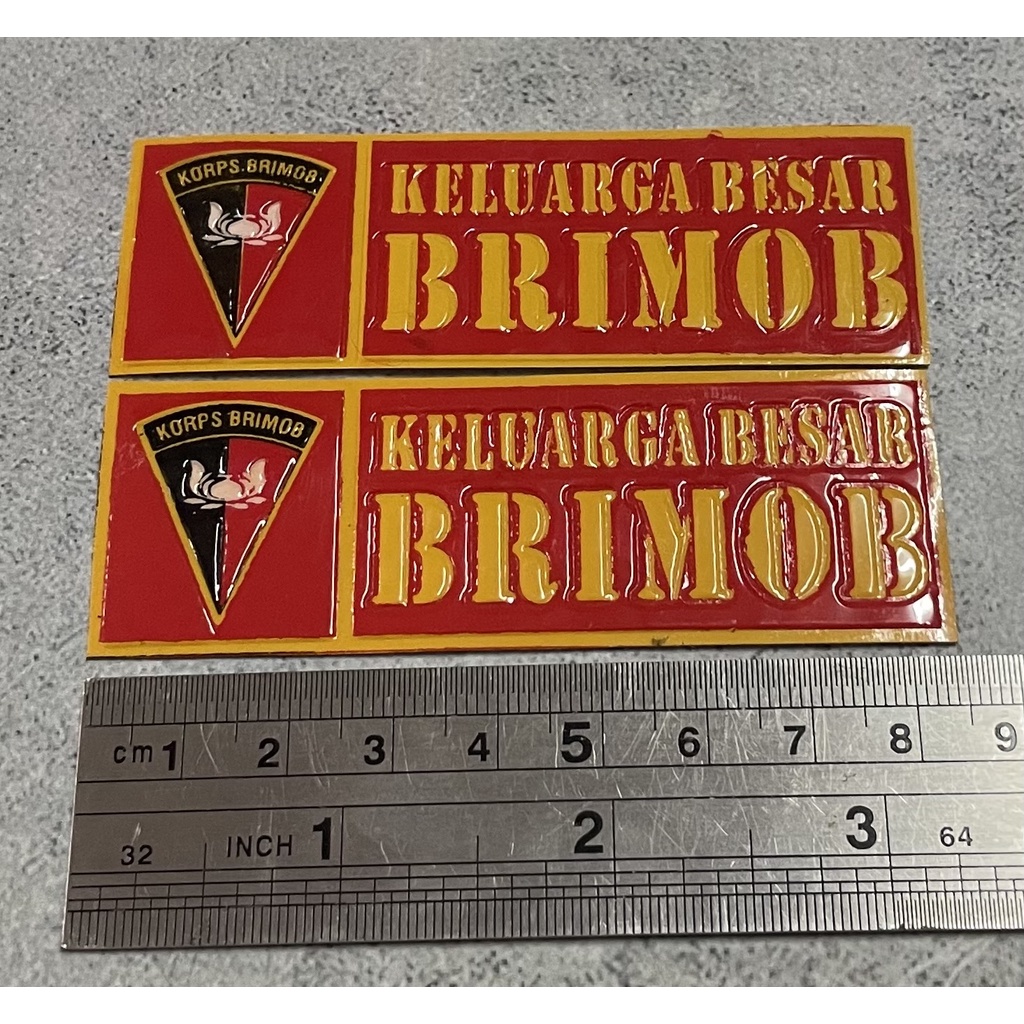 KORPS BRIMOB
KELUARGA BESAR
BRIMOB
KORPS BRIMOB
KELUARGA BESAR
BRIMOB
cm 1 2 3 4 5 6 7 8 9
32 INCH 1 2 3 64